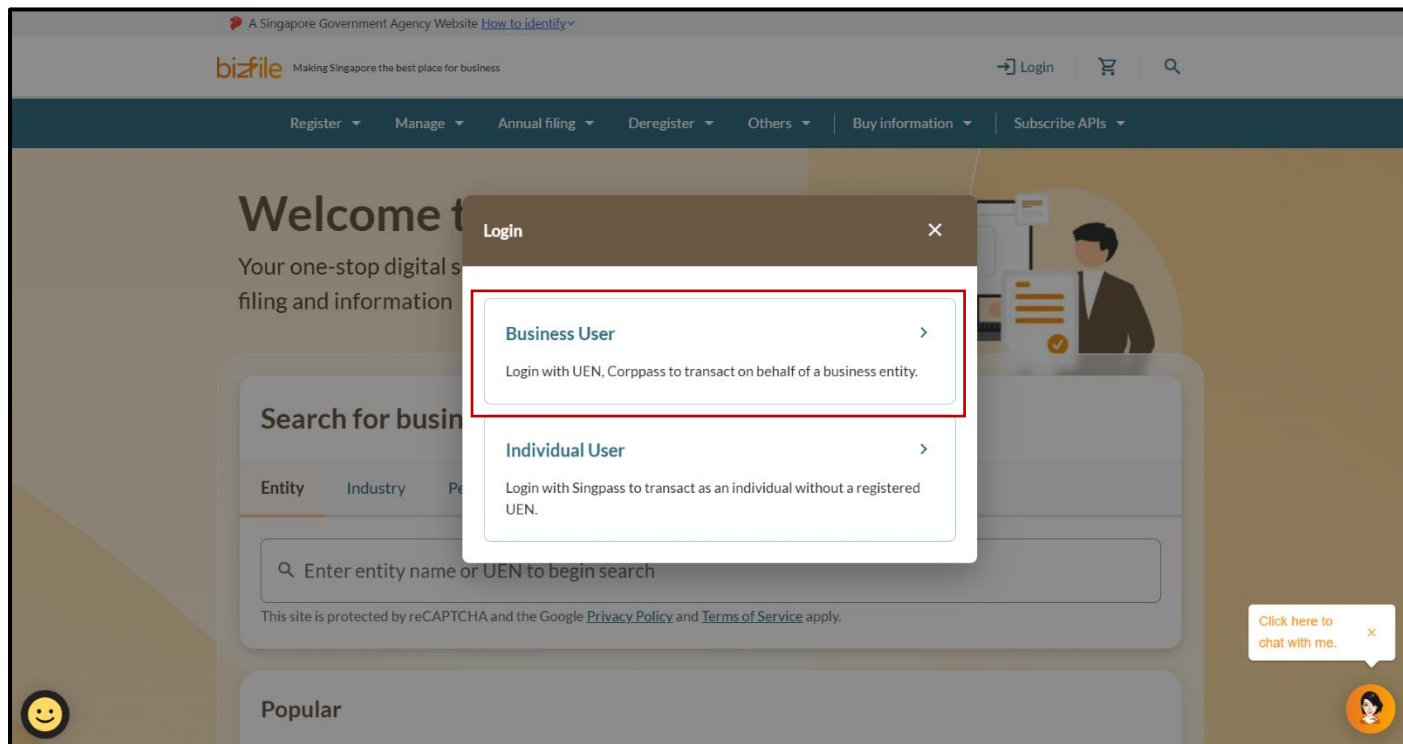 A Singapore Government Agency Website How to identify
bizfile Making Singapore the best place for business
Login
Register Manage Annual filing Deregister Others Buy information Subscribe APIs
Welcome t
Your one-stop digital s
filing and information
Login
Business User
Login with UEN, Corppass to transact on behalf of a business entity.
Individual User
Login with Singpass to transact as an individual without a registered
UEN.
Search for busin
Entity Industry Pe
Enter entity name or UEN to begin search
This site is protected by reCAPTCHA and the Google Privacy Policy and Terms of Service apply.
Click here to
chat with me.
Popular